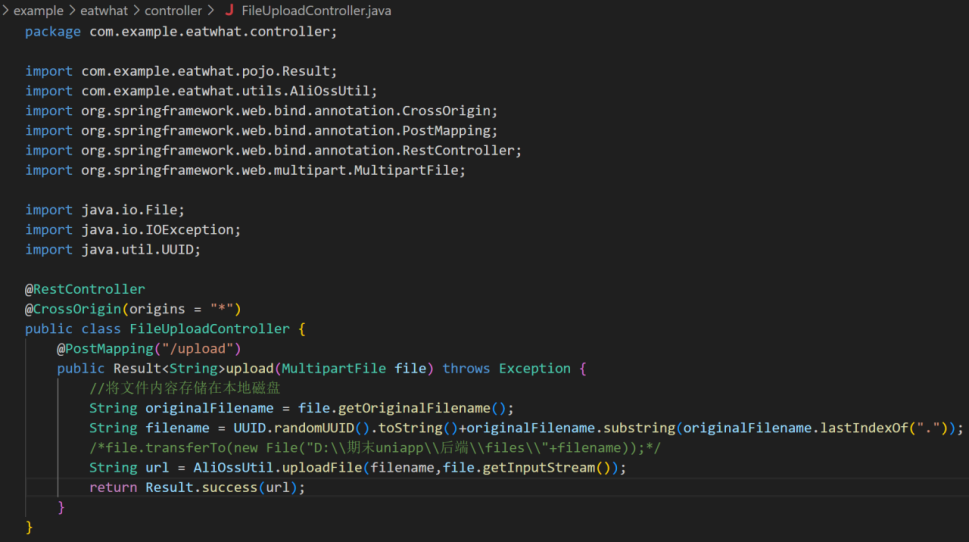 example > eatwhat > controller > J FileUploadController.java
package com.example.eatwhat.controller;
import com.example.eatwhat.pojo.Result;
import com.example.eatwhat.utils.AliOssUtil;
import org.springframework.web.bind.annotation.CrossOrigin;
import org.springframework.web.bind.annotation.PostMapping;
import org.springframework.web.bind.annotation.RestController;
import org.springframework.web.multipart.MultipartFile;
import java.io.File;
import java.io.IOException;
import java.util.UUID;
@RestController
@CrossOrigin(origins = "*")
public class FileUploadController {
@PostMapping("/upload")
public Result<String>upload(MultipartFile file) throws Exception {
//将文件内容存储在本地磁盘
String originalFilename = file.getOriginalFilename();
String filename = UUID.randomUUID().toString()+originalFilename.substring(originalFilename.lastIndexOf("."));
/*file.transferTo(new File("D:\\期末uniapp\\后端\\files\\"+filename));*/
String url = AliOssUtil.uploadFile(filename,file.getInputStream());
return Result.success(url);
}
}